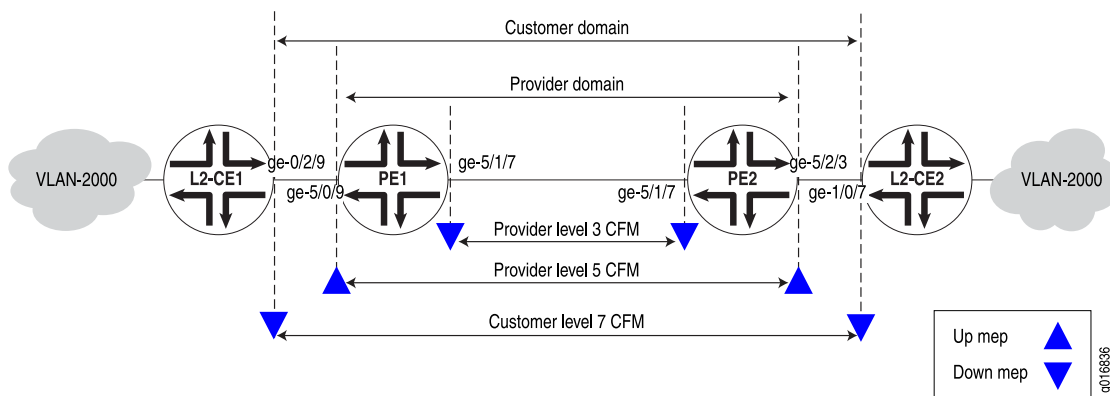 Customer domain
Provider domain
VLAN-2000
L2-CE1
ge-0/2/9
ge-5/0/9
PE1
ge-5/1/7
ge-5/1/7
PE2
ge-5/2/3
ge-1/0/7
L2-CE2
VLAN-2000
Provider level 3 CFM
Provider level 5 CFM
Customer level 7 CFM
Up mep
Down mep
g016836